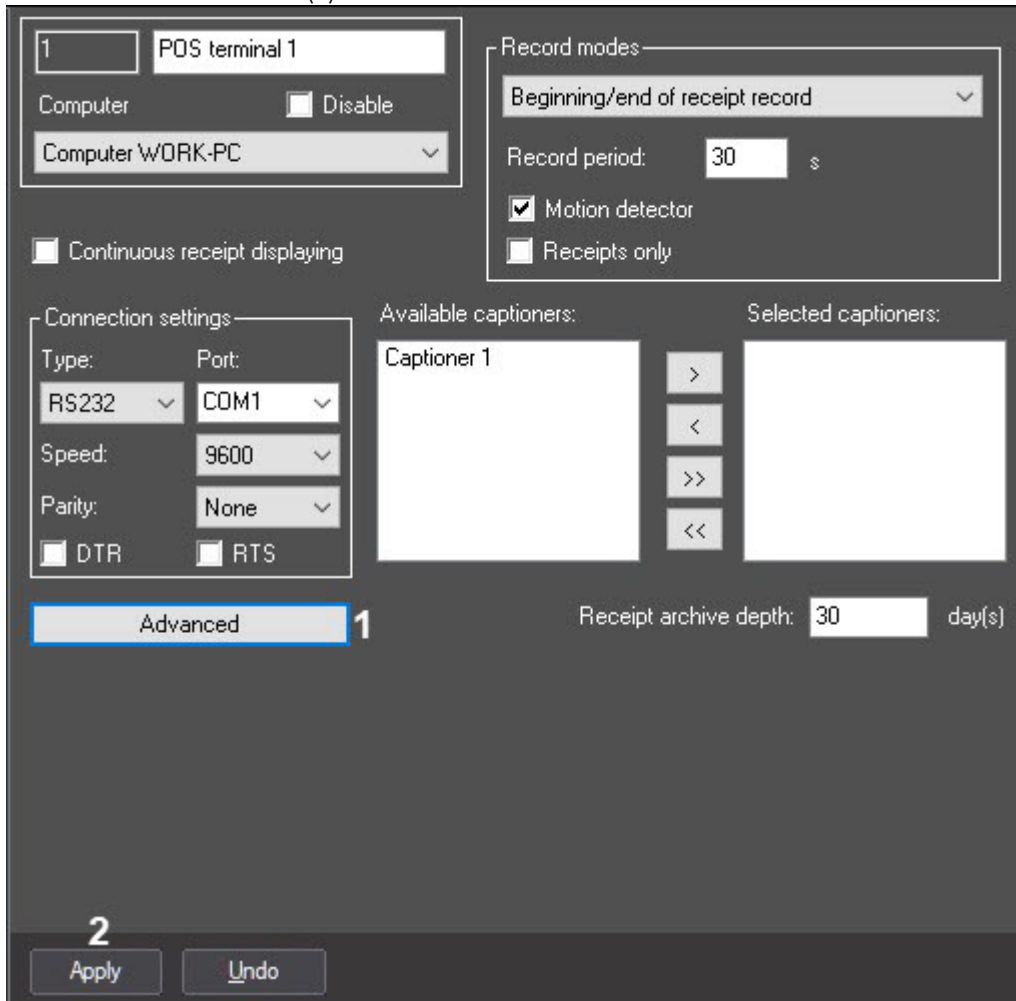 1 POS terminal 1
Computer Disable
Computer WORK-PC
Continuous receipt displaying
Record modes
Beginning/end of receipt record
Record period: 30 s
Motion detector
Receipts only
Connection settings
Type: Port:
RS232 COM1
Speed: 9600
Parity: None
DTR RTS
Available captioners:
Captioner 1
>
<
>>
<<
Selected captioners:
Advanced 1
Receipt archive depth: 30 day(s)
2
Apply Undo